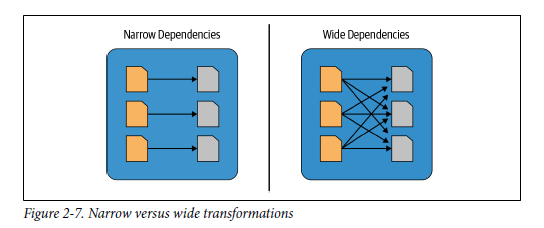 Narrow Dependencies
Wide Dependencies
Figure 2-7. Narrow versus wide transformations